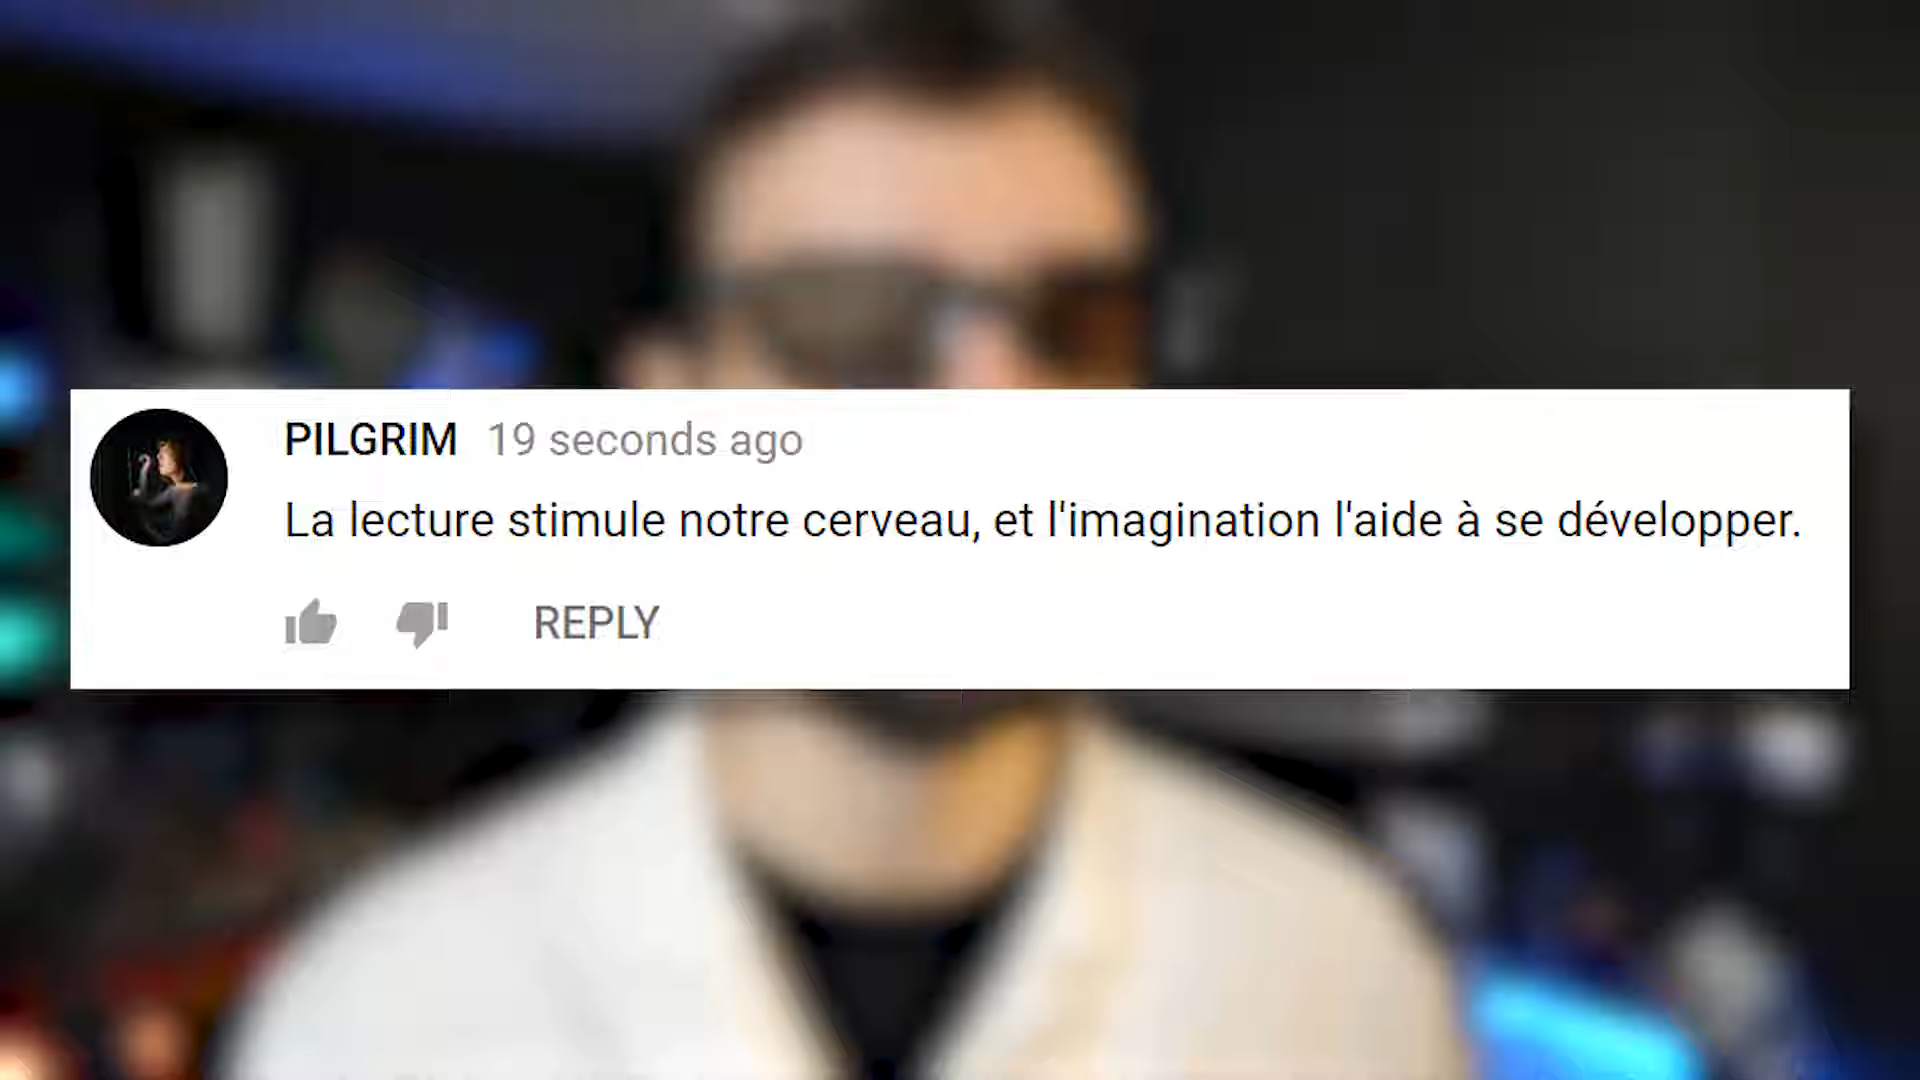 PILGRIM 19 seconds ago
La lecture stimule notre cerveau, et l'imagination l'aide à se développer.
REPLY